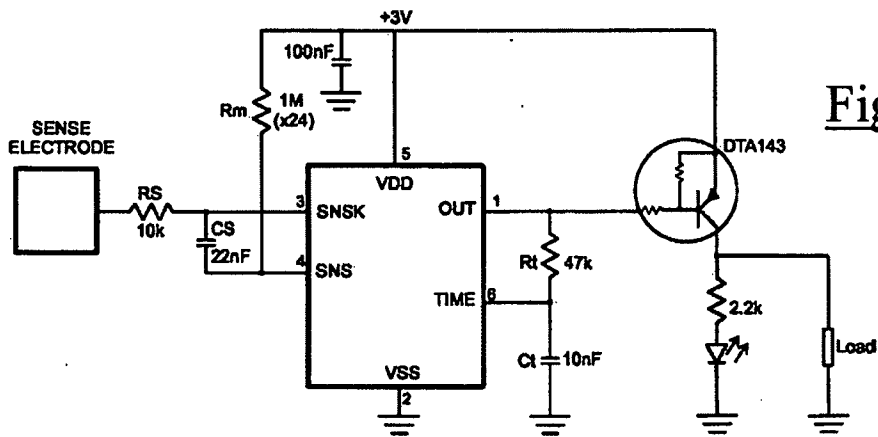 +3V
100nF
Rm
1M
(x24)
SENSE
ELECTRODE
RS
10k
CS
22nF
3
SNSK
4
SNS
5
VDD
OUT
1
TIME
6
VSS
2
Rt
47k
Ct
10nF
DTA143
2.2k
Load
Fig